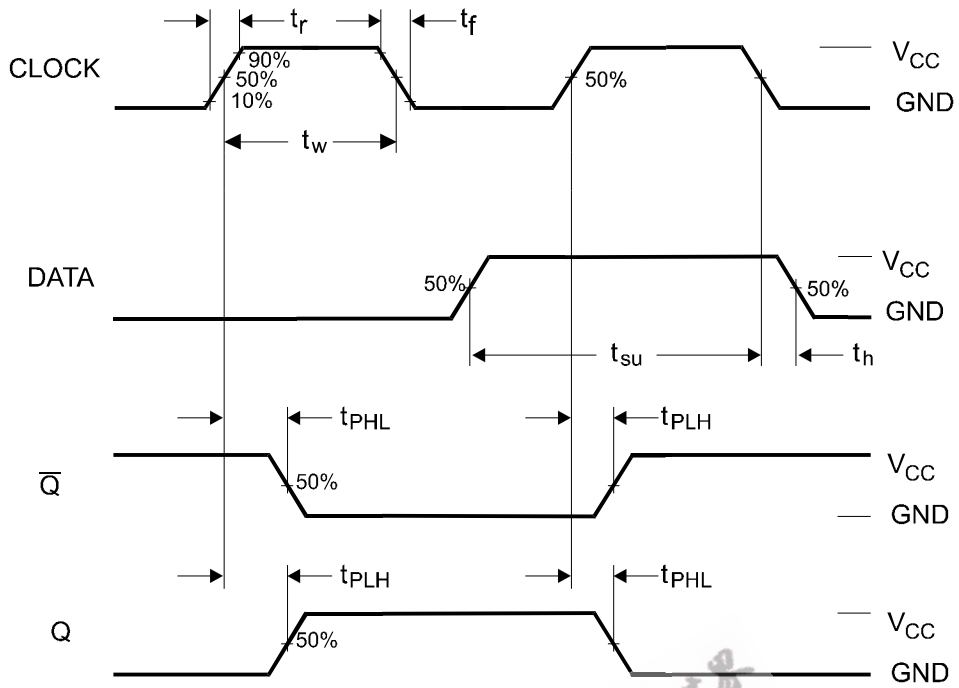 tr
tf
CLOCK
90%
50%
10%
50%
VCC
GND
tw
DATA
50%
50%
VCC
GND
tsu
th
tPHL
tPLH
Q̅
50%
VCC
GND
tPLH
tPHL
Q
50%
VCC
GND